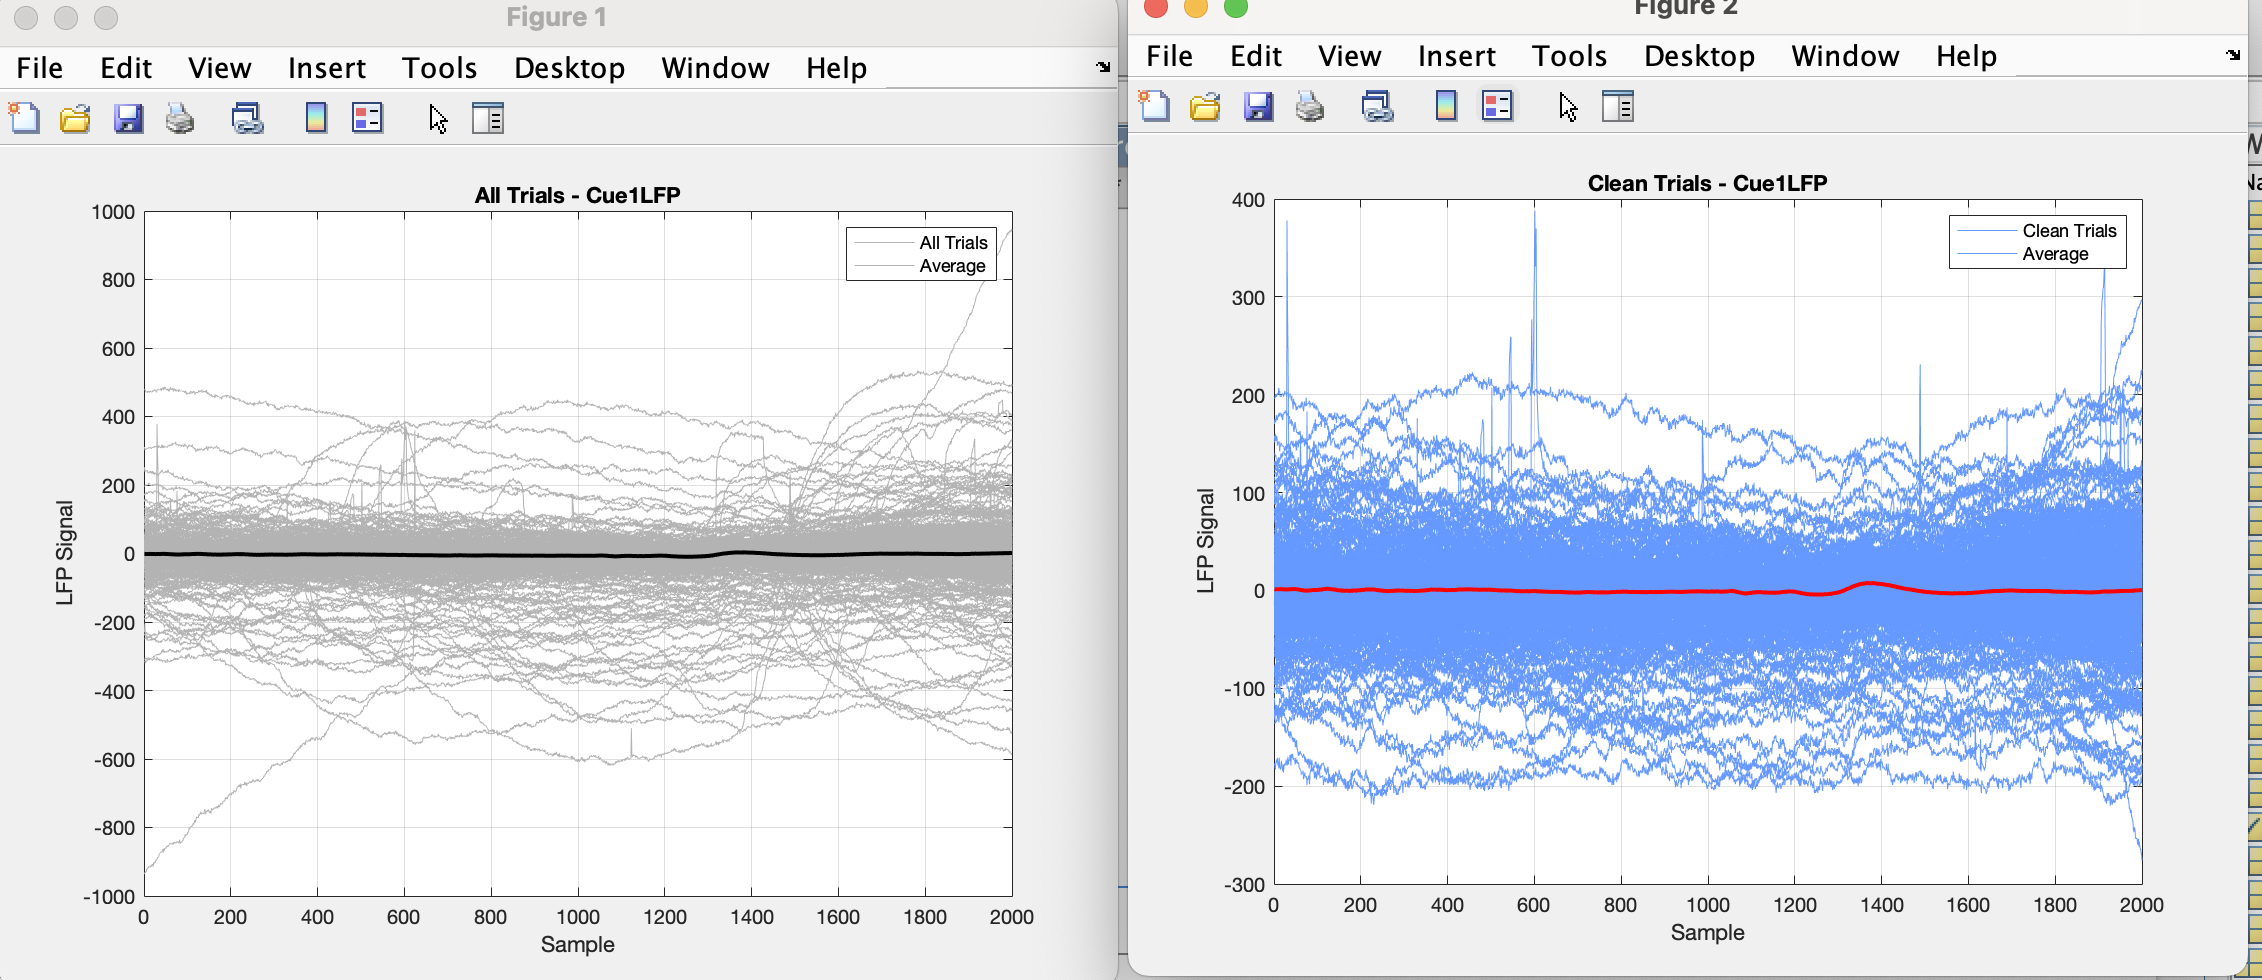 Figure 1
File Edit View Insert Tools Desktop Window Help
All Trials - Cue1LFP
1000
800
600
400
200
0
-200
-400
-600
-800
-1000
LFP Signal
All Trials
Average
0 200 400 600 800 1000 1200 1400 1600 1800 2000
Sample
Figure 2
File Edit View Insert Tools Desktop Window Help
Clean Trials - Cue1LFP
400
300
200
100
0
-100
-200
-300
LFP Signal
Clean Trials
Average
0 200 400 600 800 1000 1200 1400 1600 1800 2000
Sample